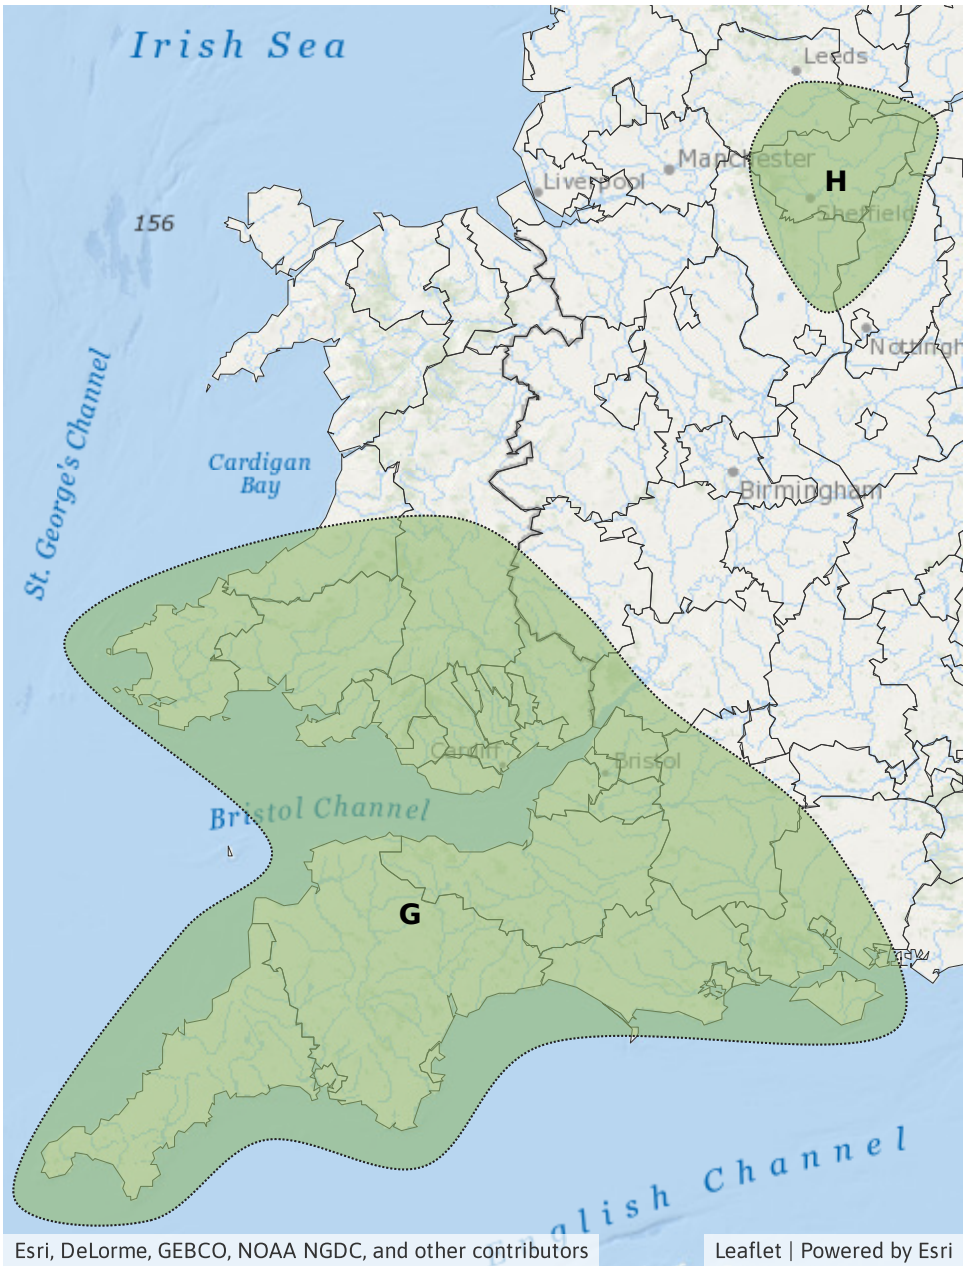 Irish Sea
Leeds
Manchester
H
Liverpool
Sheffield
156
Nottingh
St. George's Channel
Cardigan
Bay
Birmingham
Cardiff
Bristol
Bristol Channel
G
English Channel
Esri, DeLorme, GEBCO, NOAA NGDC, and other contributors
Leaflet | Powered by Esri